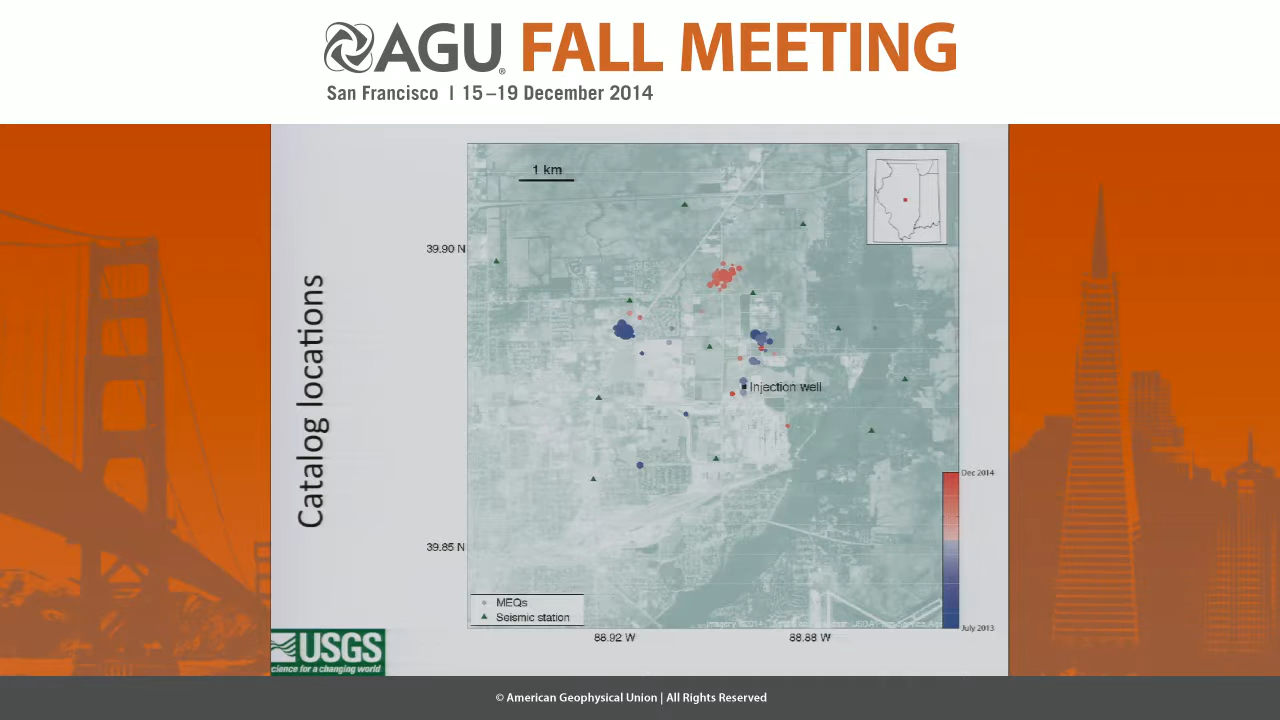 AGU® FALL MEETING
San Francisco | 15–19 December 2014
Catalog locations
1 km
39.90 N
Injection well
Dec 2014
39.85 N
MEQs
Seismic station
July 2013
88.92 W
88.88 W
USGS
science for a changing world
© American Geophysical Union | All Rights Reserved